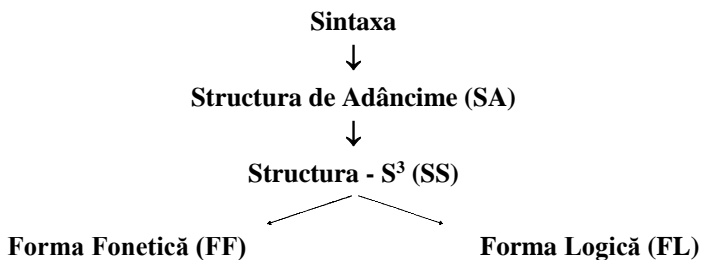 Sintaxa
Structura de Adâncime (SA)
Structura - S³ (SS)
Forma Fonetică (FF) Forma Logică (FL)